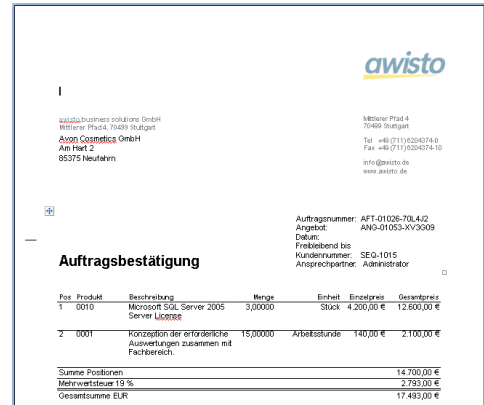 awisto
awisto business solutions GmbH
Mittlerer Pfad 4, 70499 Stuttgart
Avon Cosmetics GmbH
Am Hart 2
85375 Neufahrn
Mittlerer Pfad 4
70499 Stuttgart
Tel +49 (711) 6204374-0
Fax +49 (711) 6204374-10
info@awisto.de
www.awisto.de
Auftragsnummer: AFT-01026-70L4J2
Angebot: ANG-01053-XV3G09
Datum:
Freibleibend bis
Kundennummer: SEQ-1015
Ansprechpartner: Administrator
Auftragsbestätigung
Pos Produkt Beschreibung Menge Einheit Einzelpreis Gesamtpreis
1 0010 Microsoft SQL Server 2005 3,00000 Stück 4.200,00 € 12.600,00 €
Server License
2 0001 Konzeption der erforderliche 15,00000 Arbeitsstunde 140,00 € 2.100,00 €
Auswertungen zusammen mit
Fachbereich.
Summe Positionen 14.700,00 €
Mehrwertsteuer 19 % 2.793,00 €
Gesamtsumme EUR 17.493,00 €